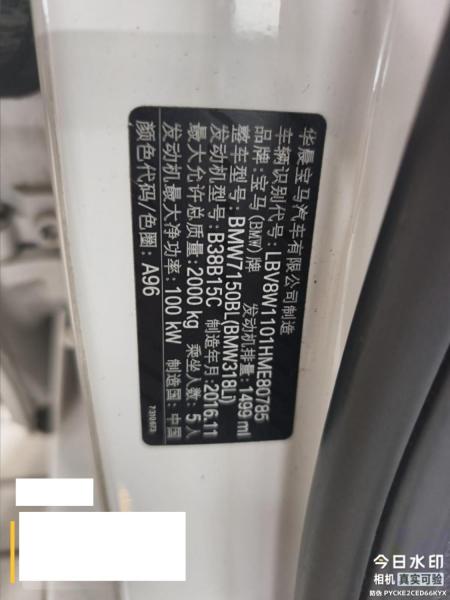 华晨宝马汽车有限公司制造
车辆识别代号: LBV8W1101HME80785
品牌: 宝马(BMW)牌 发动机排量: 1499 ml
整车型号: BMW7150BL(BMW318Li)
发动机型号: B38B15C 制造年月: 2016.11
最大允许总质量: 2000 kg 乘坐人数: 5人
发动机最大净功率: 100 kW 制造国: 中国
颜色代码/色圈: A96
今日水印
相机 真实可验
防伪 PYCKE2CED66KYX